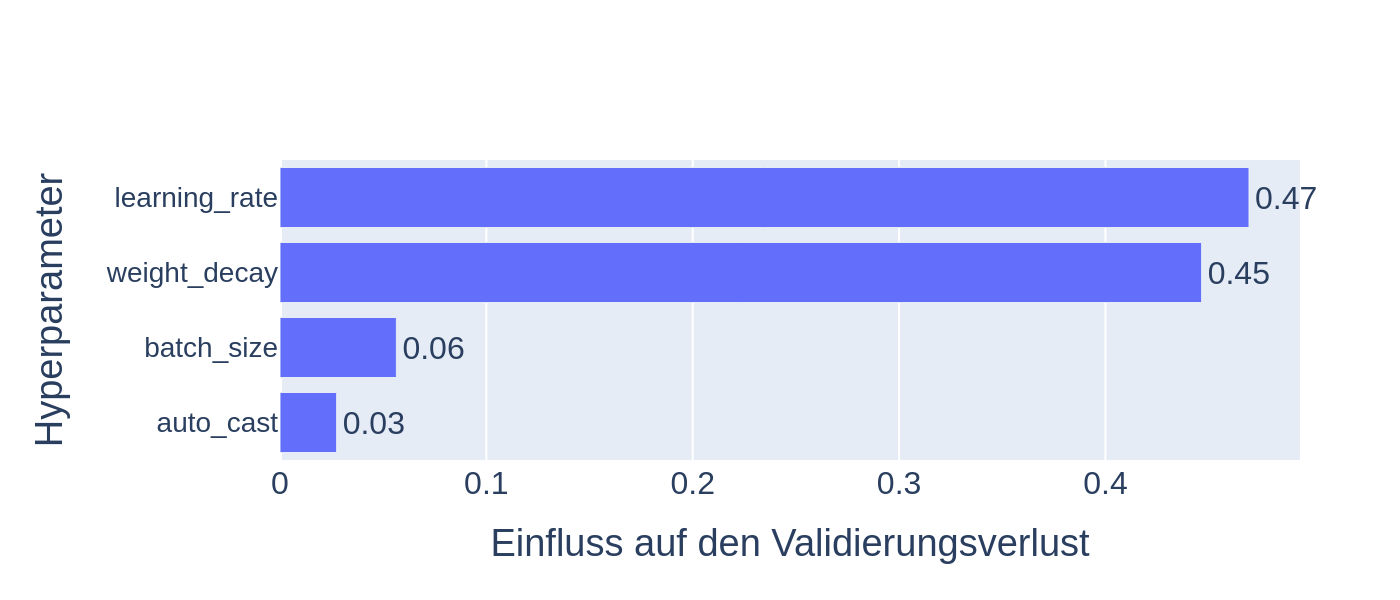 Hyperparameter
learning_rate 0.47
weight_decay 0.45
batch_size 0.06
auto_cast 0.03
0 0.1 0.2 0.3 0.4
Einfluss auf den Validierungsverlust